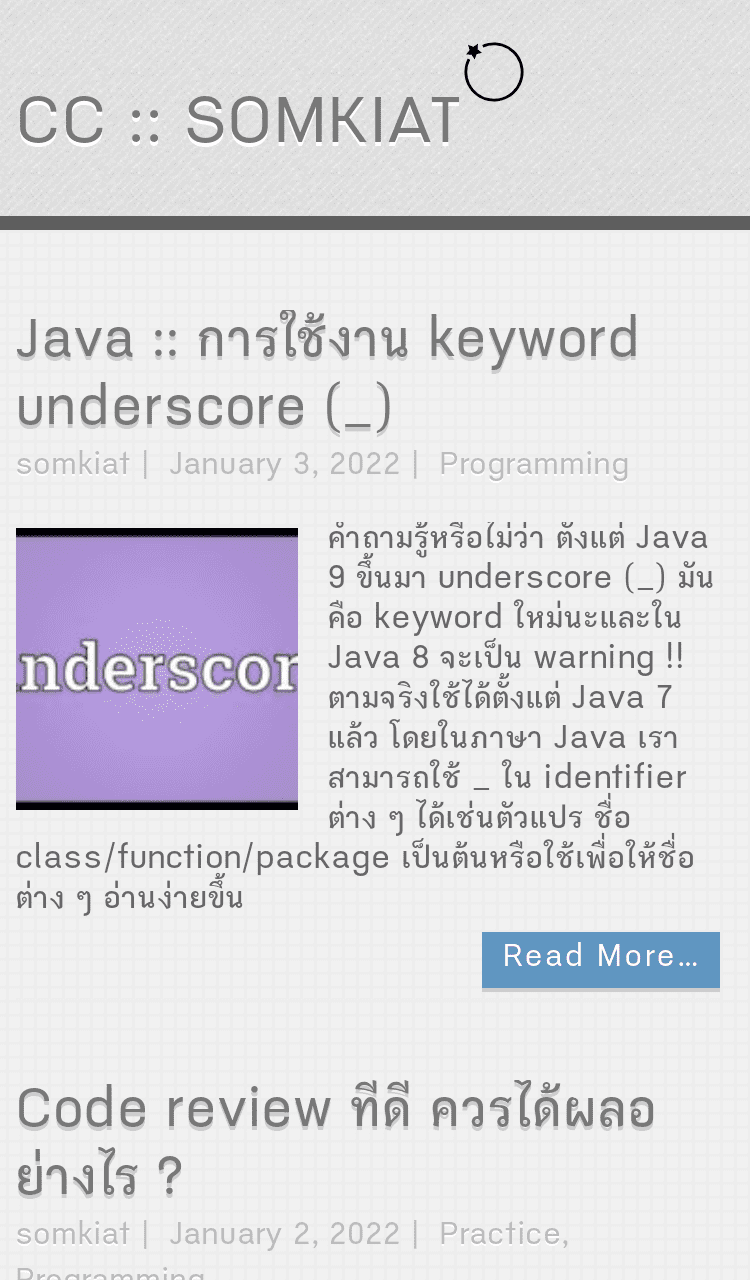 CC :: SOMKIAT
Java :: การใช้งาน keyword
underscore (_)
somkiat | January 3, 2022 | Programming
nderscor
คำถามรู้หรือไม่ว่า ตั้งแต่ Java
9 ขึ้นมา underscore (_) มัน
คือ keyword ใหม่นะและใน
Java 8 จะเป็น warning !!
ตามจริงใช้ได้ตั้งแต่ Java 7
แล้ว โดยในภาษา Java เรา
สามารถใช้ _ ใน identifier
ต่าง ๆ ได้เช่นตัวแปร ชื่อ
class/function/package เป็นต้นหรือใช้เพื่อให้ชื่อ
ต่าง ๆ อ่านง่ายขึ้น
Read More…
Code review ที่ดี ควรได้ผลอ
ย่างไร ?
somkiat | January 2, 2022 | Practice,
Programming